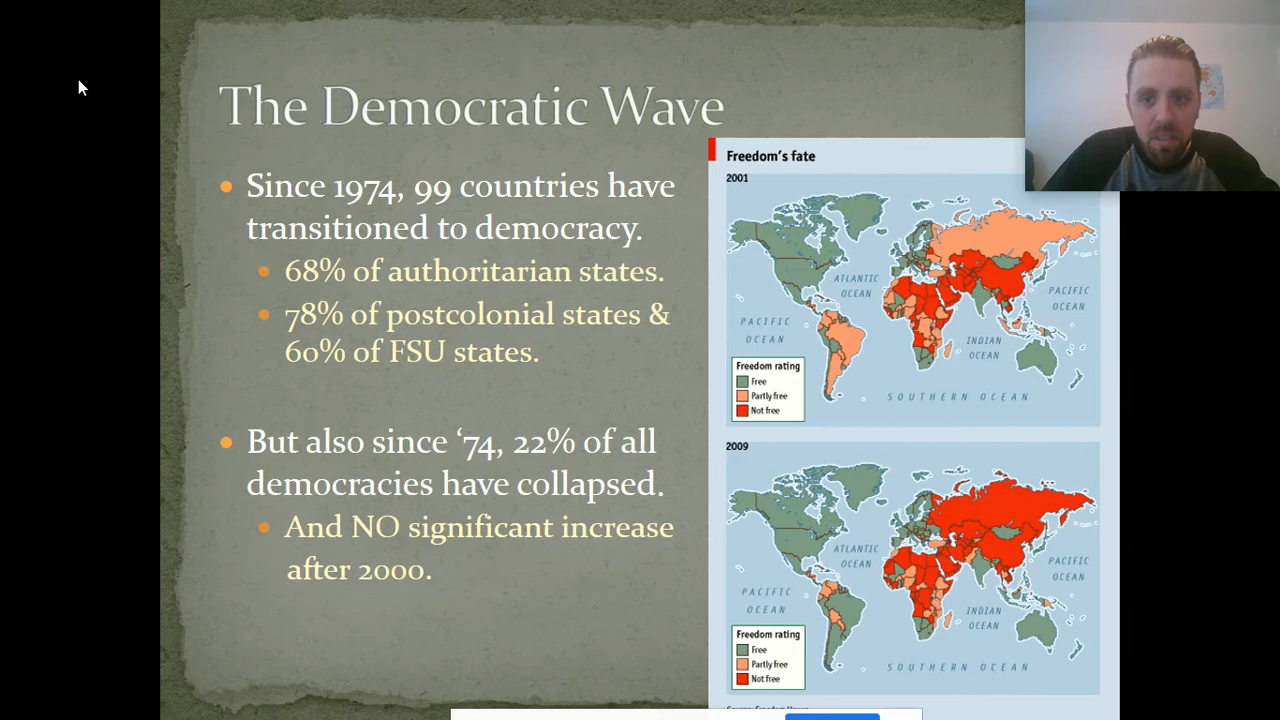 The Democratic Wave
Since 1974, 99 countries have
transitioned to democracy.
68% of authoritarian states.
78% of postcolonial states &
60% of FSU states.
But also since ‘74, 22% of all
democracies have collapsed.
And NO significant increase
after 2000.
Freedom's fate
2001
ATLANTIC
OCEAN
PACIFIC
OCEAN
PACIFIC
OCEAN
INDIAN
OCEAN
SOUTHERN OCEAN
Freedom rating
Free
Partly free
Not free
2009
ATLANTIC
OCEAN
PACIFIC
OCEAN
PACIFIC
OCEAN
INDIAN
OCEAN
SOUTHERN OCEAN
Freedom rating
Free
Partly free
Not free